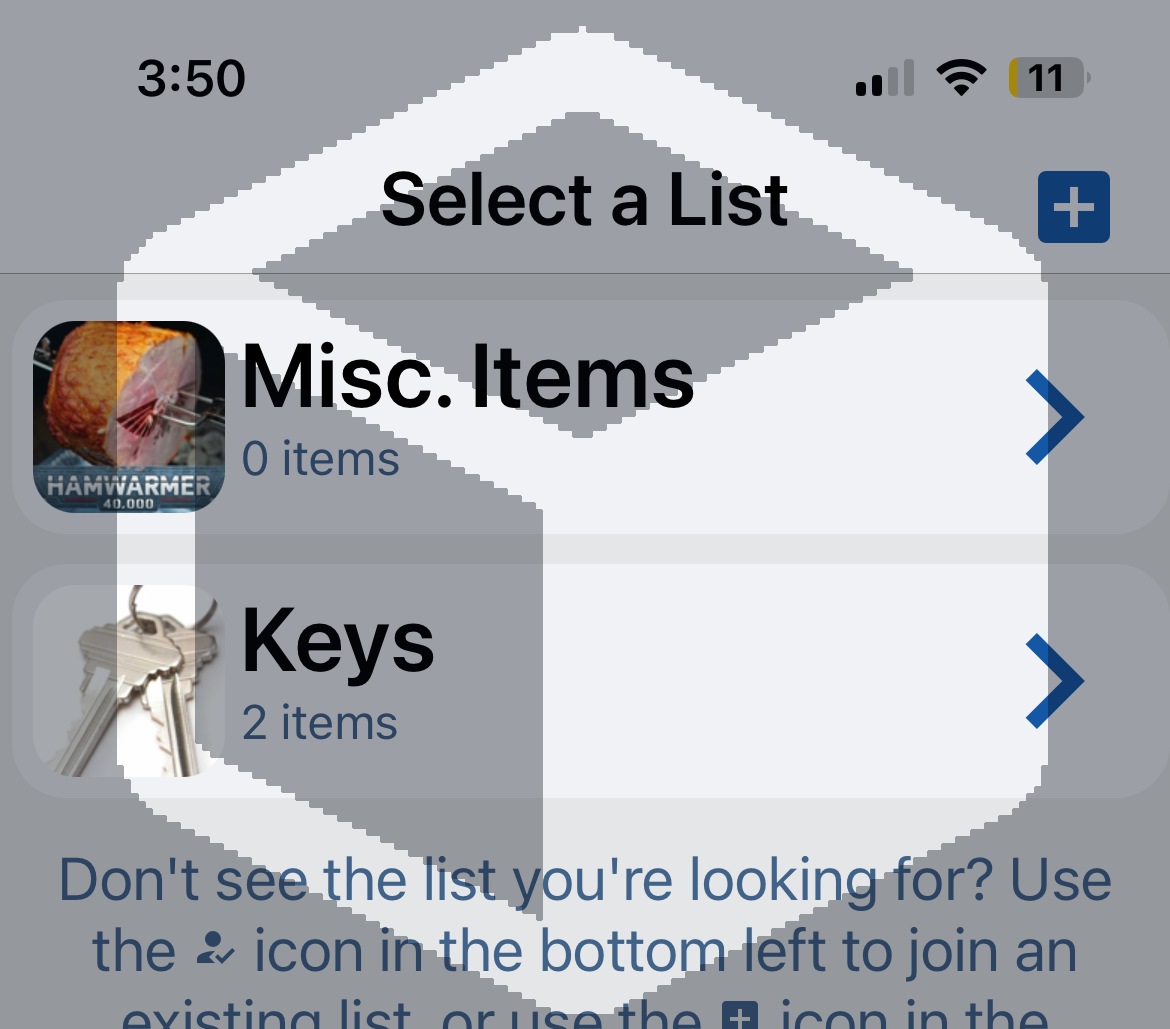 3:50
11
Select a List
Misc. Items
0 items
HAMWARMER
40.000
Keys
2 items
Don't see the list you're looking for? Use
the icon in the bottom left to join an
existing list, or use the icon in the